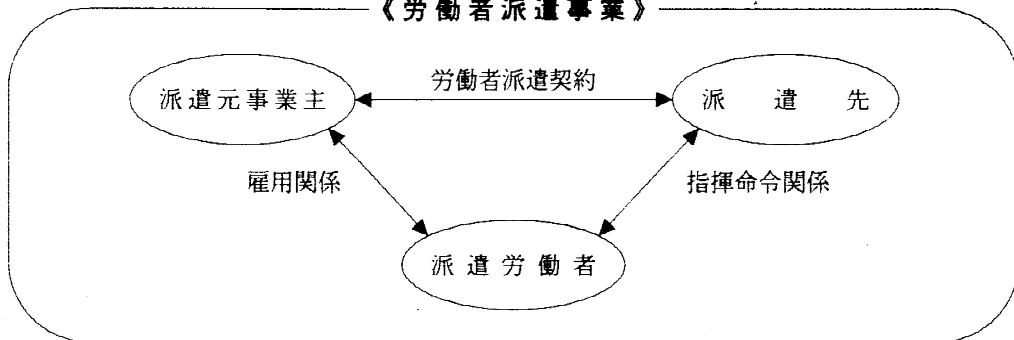 《労働者派遣事業》
労働者派遣契約
派遣元事業主
派遣先
雇用関係
指揮命令関係
派遣労働者